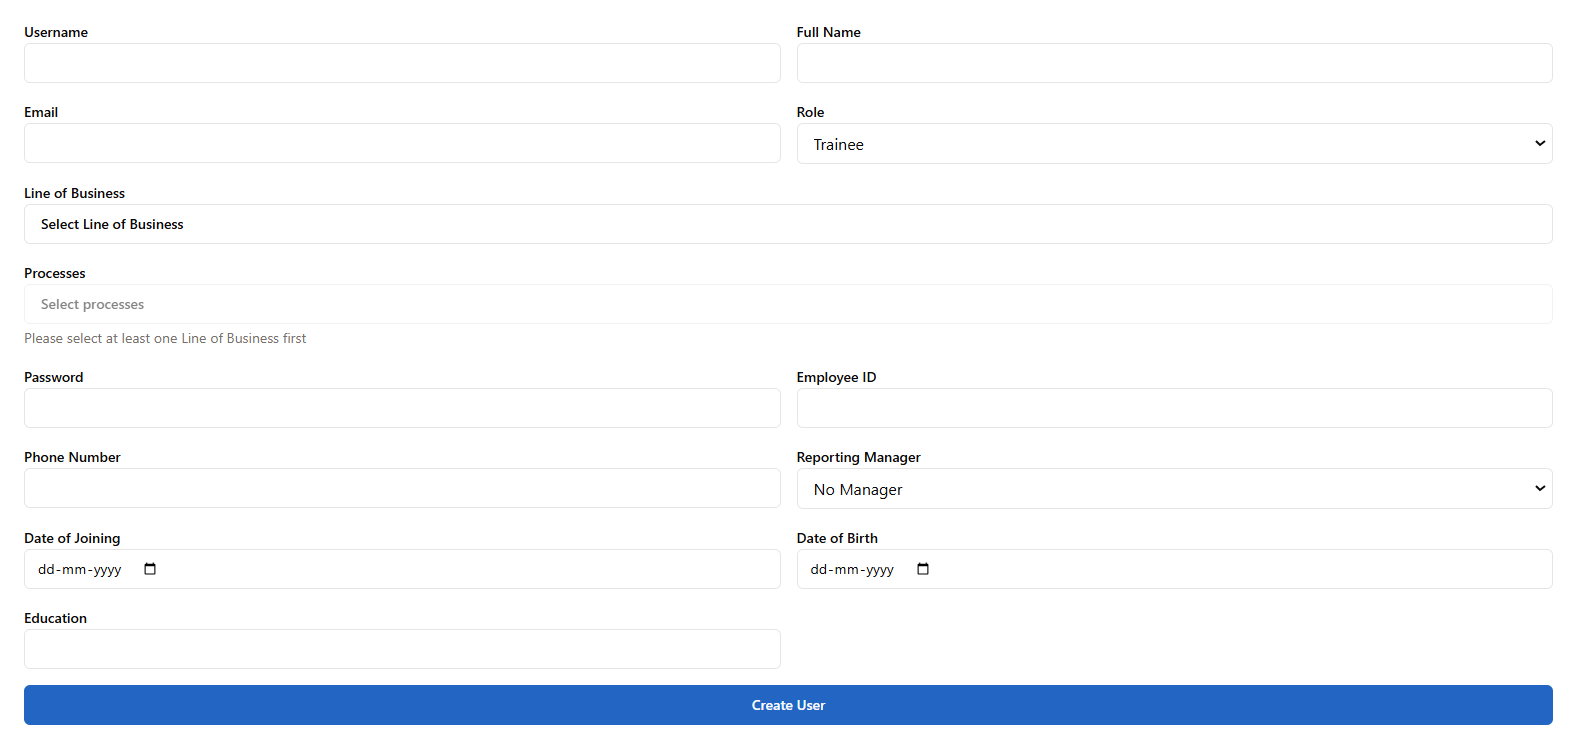 Username
Full Name
Email
Role
Trainee
Line of Business
Select Line of Business
Processes
Select processes
Please select at least one Line of Business first
Password
Employee ID
Phone Number
Reporting Manager
No Manager
Date of Joining
Date of Birth
dd-mm-yyyy
dd-mm-yyyy
Education
Create User